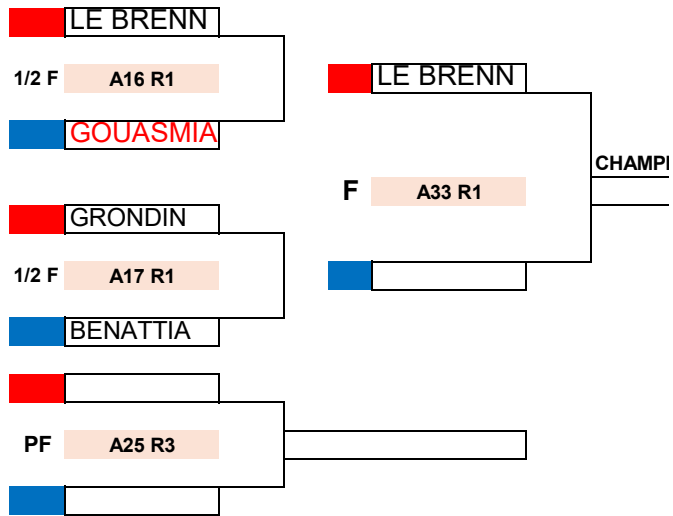 LE BRENN
1/2 F A16 R1
GOUASMIA
LE BRENN
F A33 R1
CHAMPI
GRONDIN
1/2 F A17 R1
BENATTIA
PF A25 R3